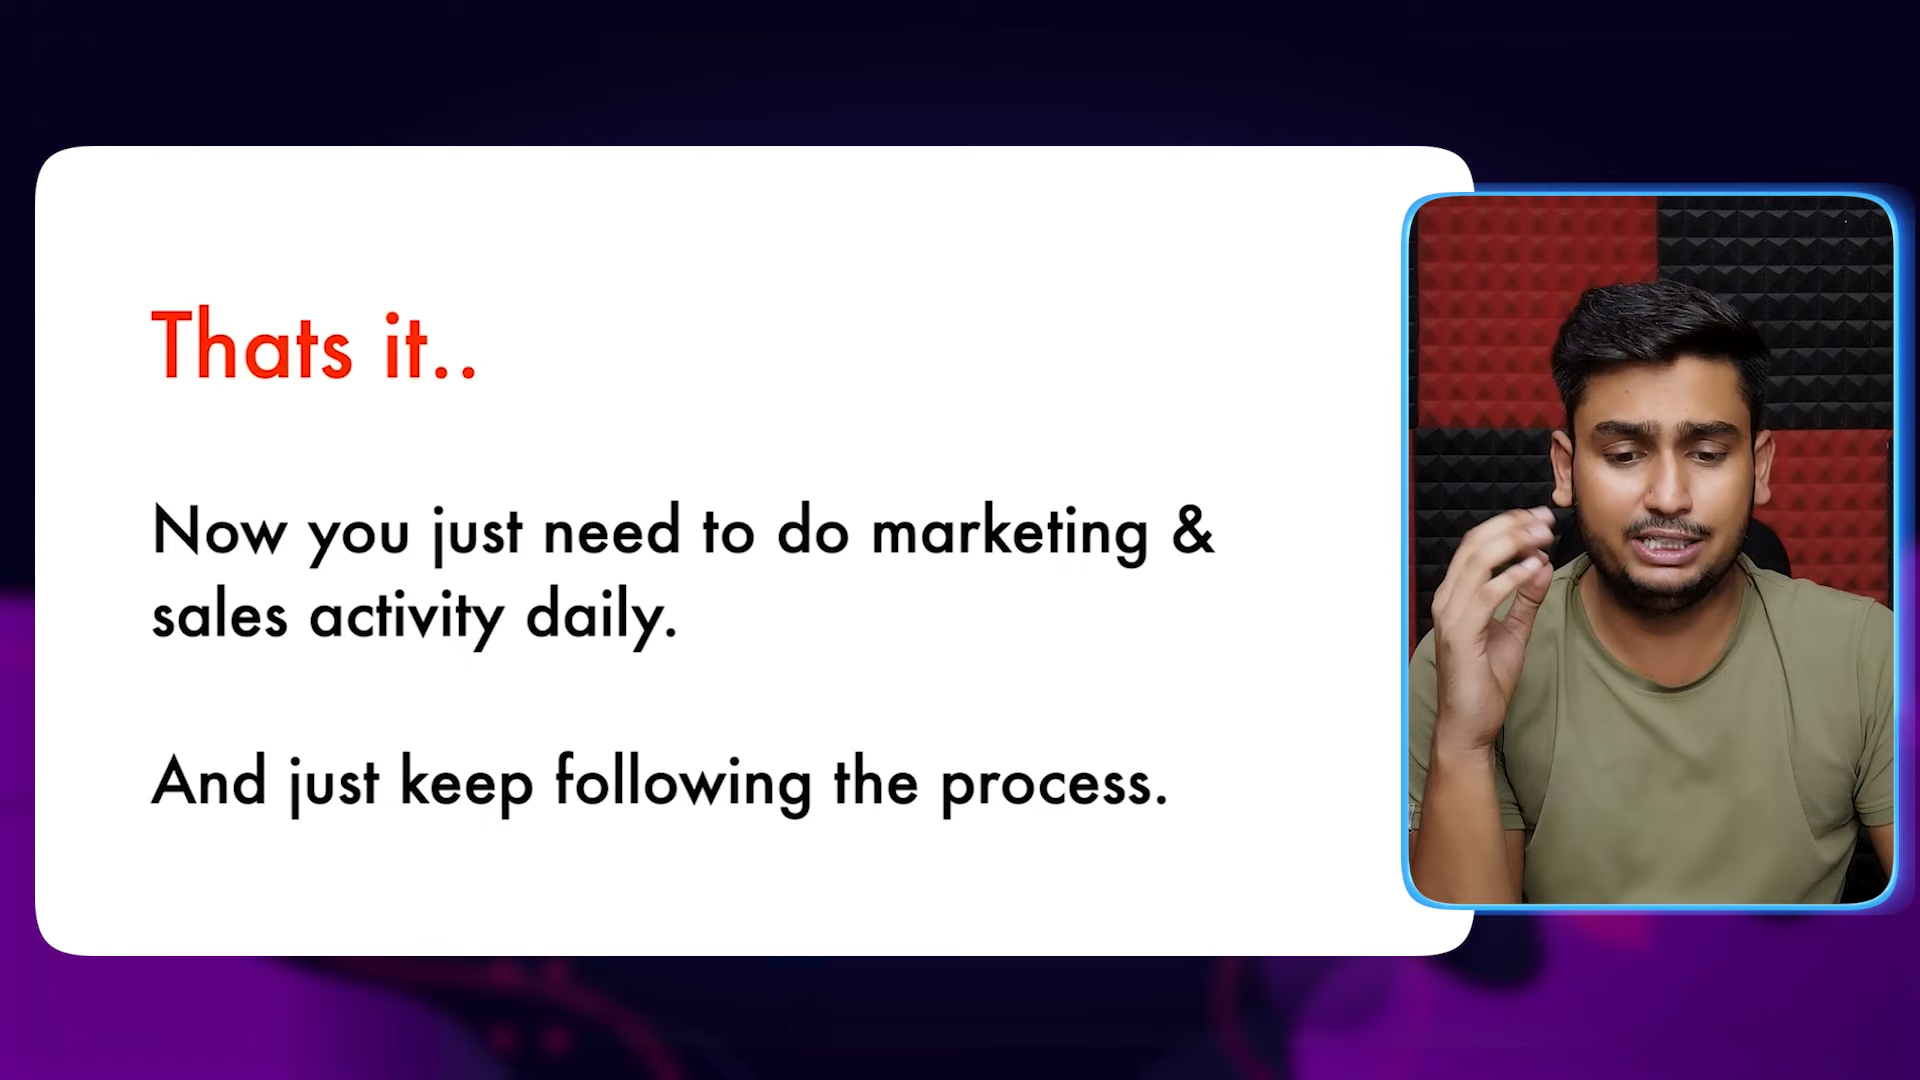 Thats it..
Now you just need to do marketing &
sales activity daily.
And just keep following the process.